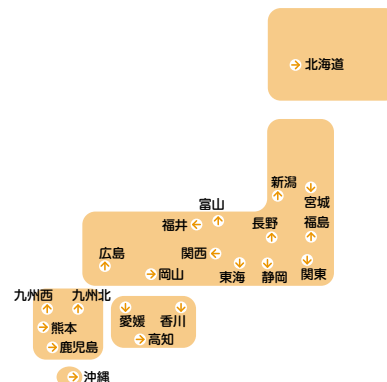 北海道
新潟
宮城
富山
福井
長野
福島
広島
関西
岡山
東海
静岡
関東
九州西
九州北
愛媛
香川
熊本
高知
鹿児島
沖縄